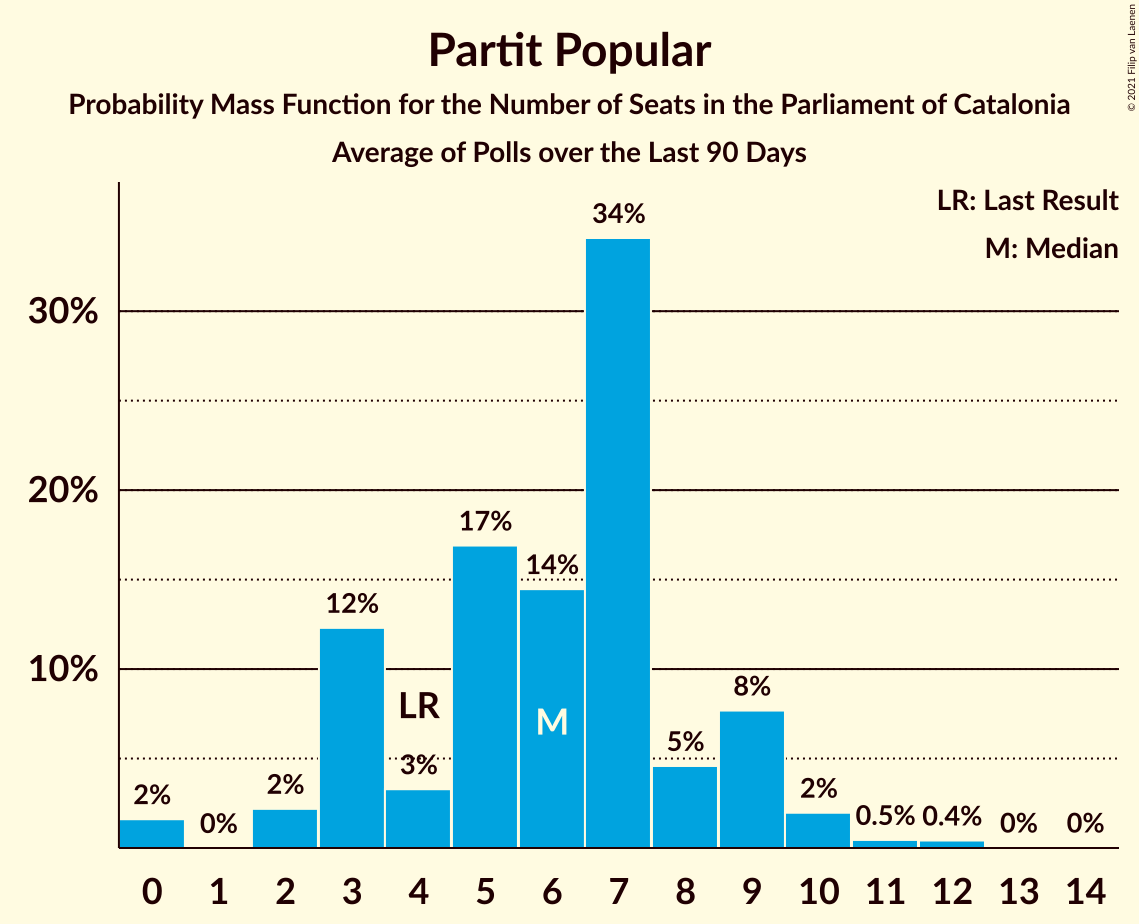 Partit Popular
Probability Mass Function for the Number of Seats in the Parliament of Catalonia
Average of Polls over the Last 90 Days
© 2021 Filip van Laenen
LR: Last Result
M: Median
34%
30%
20%
17%
14%
12%
10%
LR
M
8%
5%
3%
2%
0%
2%
2%
0.5%
0.4%
0%
0%
0 1 2 3 4 5 6 7 8 9 10 11 12 13 14